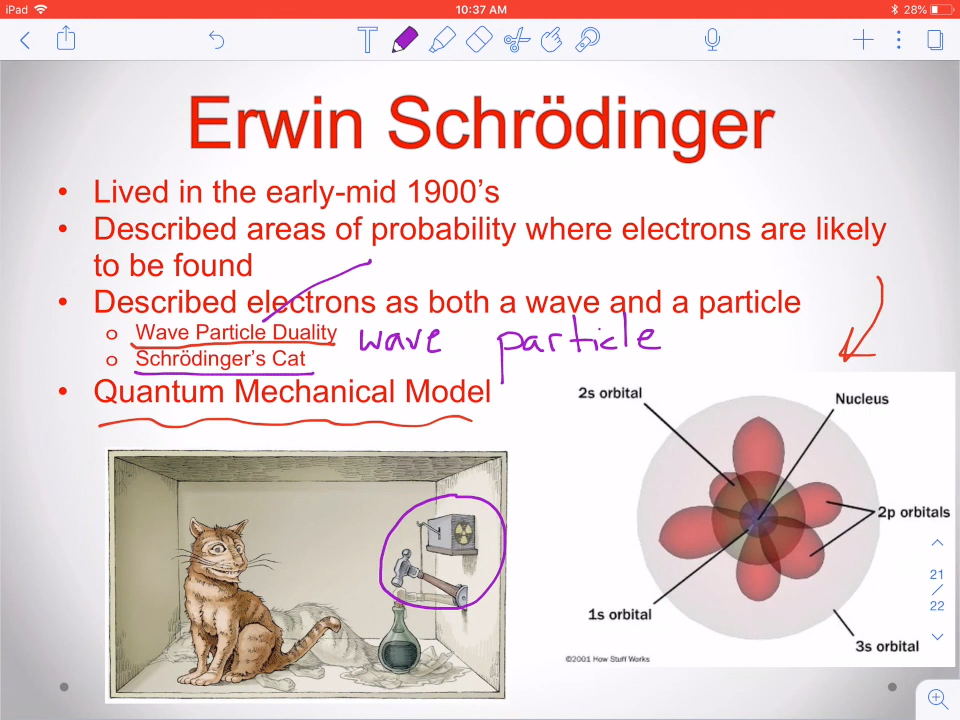 iPad 10:37 AM 28%
T
Erwin Schrödinger
• Lived in the early-mid 1900's
• Described areas of probability where electrons are likely
to be found
• Described electrons as both a wave and a particle
o Wave Particle Duality
wave particle
o Schrödinger's Cat
• Quantum Mechanical Model
2s orbital
Nucleus
2p orbitals
1s orbital
3s orbital
©2001 How Stuff Works
21
/
22